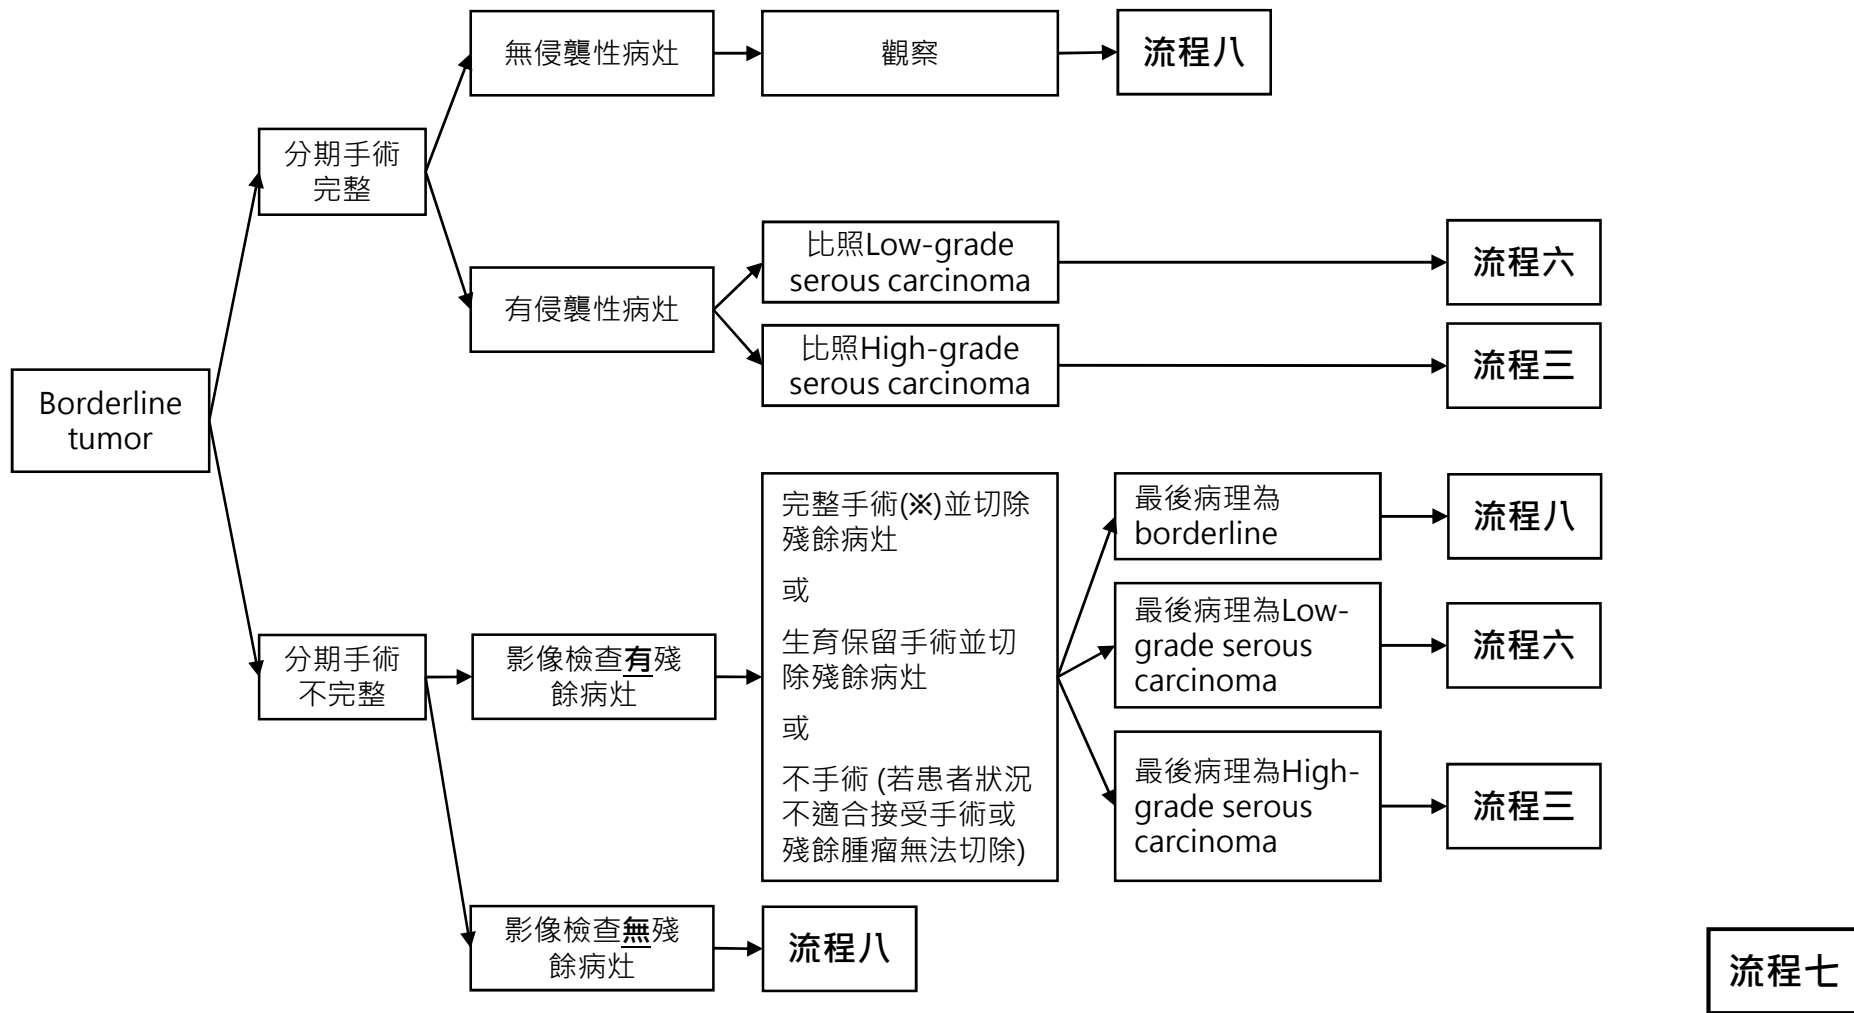 Borderline
tumor
分期手術
完整
無侵襲性病灶
觀察
流程八
有侵襲性病灶
比照Low-grade
serous carcinoma
流程六
比照High-grade
serous carcinoma
流程三
分期手術
不完整
影像檢查有殘
餘病灶
完整手術(※)並切除
殘餘病灶
或
生育保留手術並切
除殘餘病灶
或
不手術 (若患者狀況
不適合接受手術或
殘餘腫瘤無法切除)
最後病理為
borderline
流程八
最後病理為Low-
grade serous
carcinoma
流程六
最後病理為High-
grade serous
carcinoma
流程三
影像檢查無殘
餘病灶
流程八
流程七